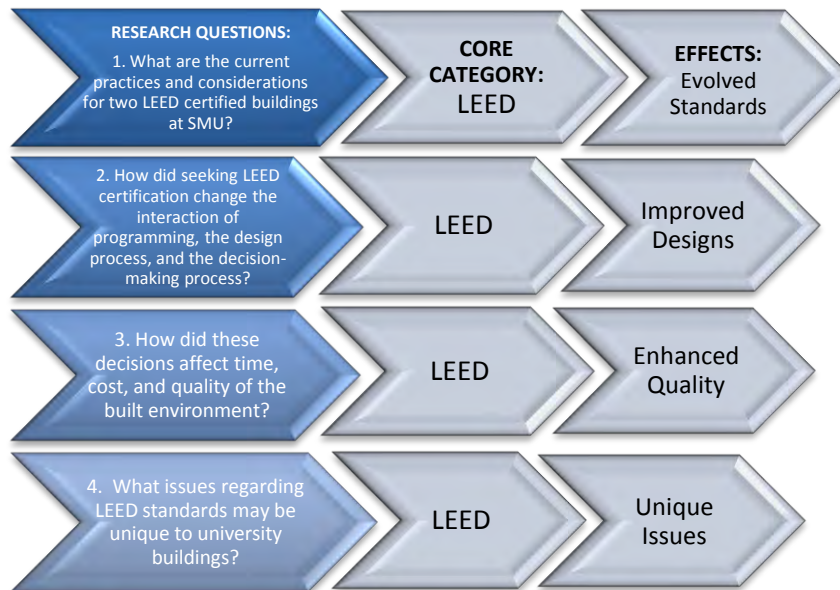 RESEARCH QUESTIONS:
1. What are the current
practices and considerations
for two LEED certified buildings
at SMU?
CORE
CATEGORY:
LEED
EFFECTS:
Evolved
Standards
2. How did seeking LEED
certification change the
interaction of
programming, the design
process, and the decision-
making process?
LEED
Improved
Designs
3. How did these
decisions affect time,
cost, and quality of the
built environment?
LEED
Enhanced
Quality
4. What issues regarding
LEED standards may be
unique to university
buildings?
LEED
Unique
Issues